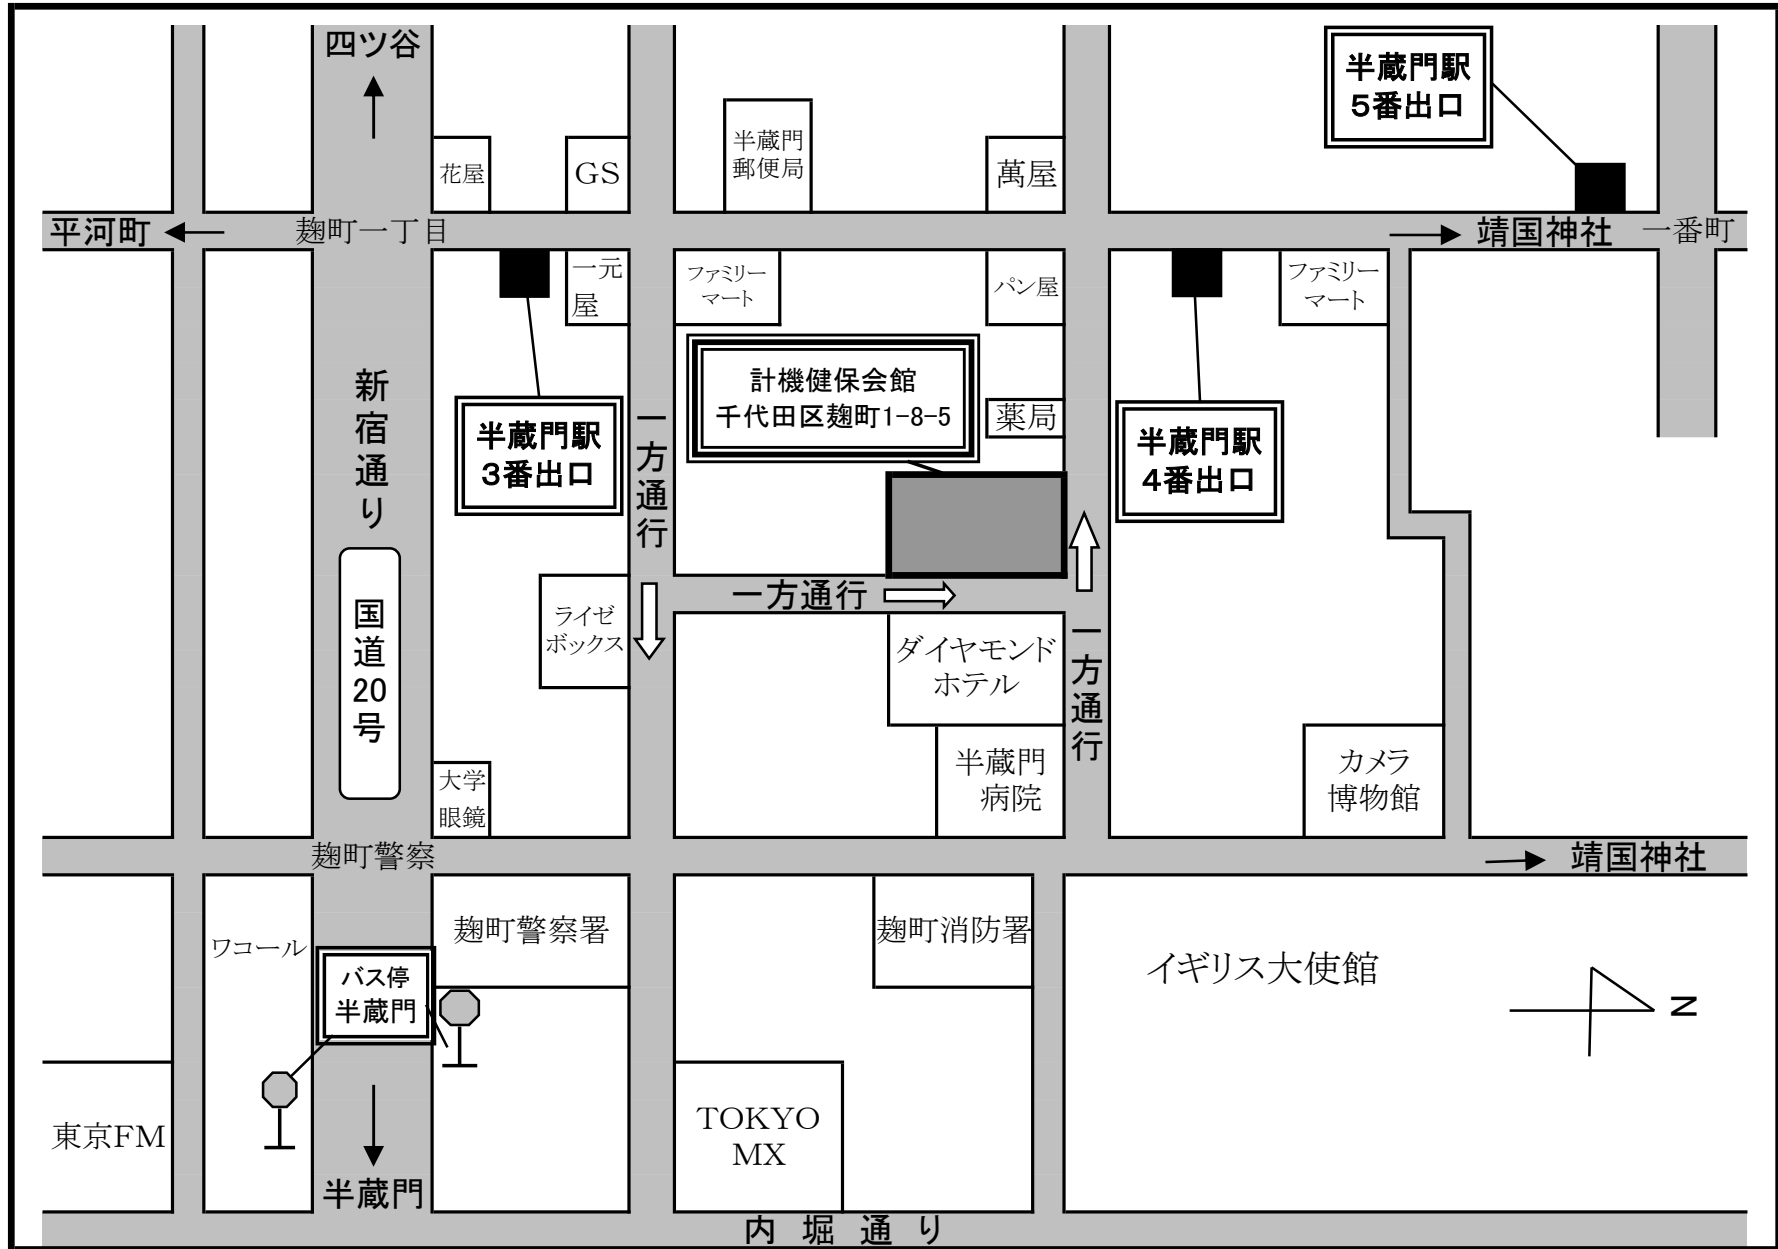 四ツ谷
半蔵門駅
5番出口
花屋
GS
半蔵門
郵便局
萬屋
平河町
麹町一丁目
靖国神社
一番町
一元
屋
ファミリー
マート
パン屋
ファミリー
マート
新宿通り
半蔵門駅
3番出口
一方通行
計機健保会館
千代田区麹町1-8-5
薬局
半蔵門駅
4番出口
国道20号
ライゼ
ボックス
一方通行
ダイヤモンド
ホテル
一方通行
大学
眼鏡
半蔵門
病院
カメラ
博物館
麹町警察
靖国神社
ワコール
バス停
半蔵門
麹町警察署
麹町消防署
イギリス大使館
N
東京FM
半蔵門
TOKYO
MX
内堀通り